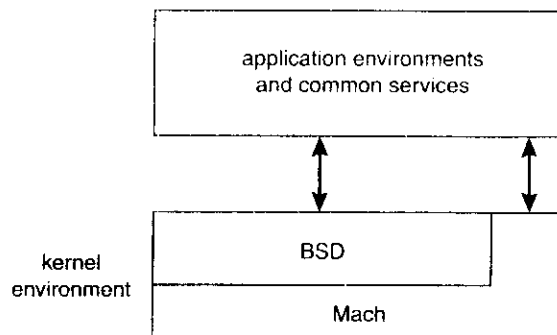 application environments
and common services
BSD
kernel
environment
Mach